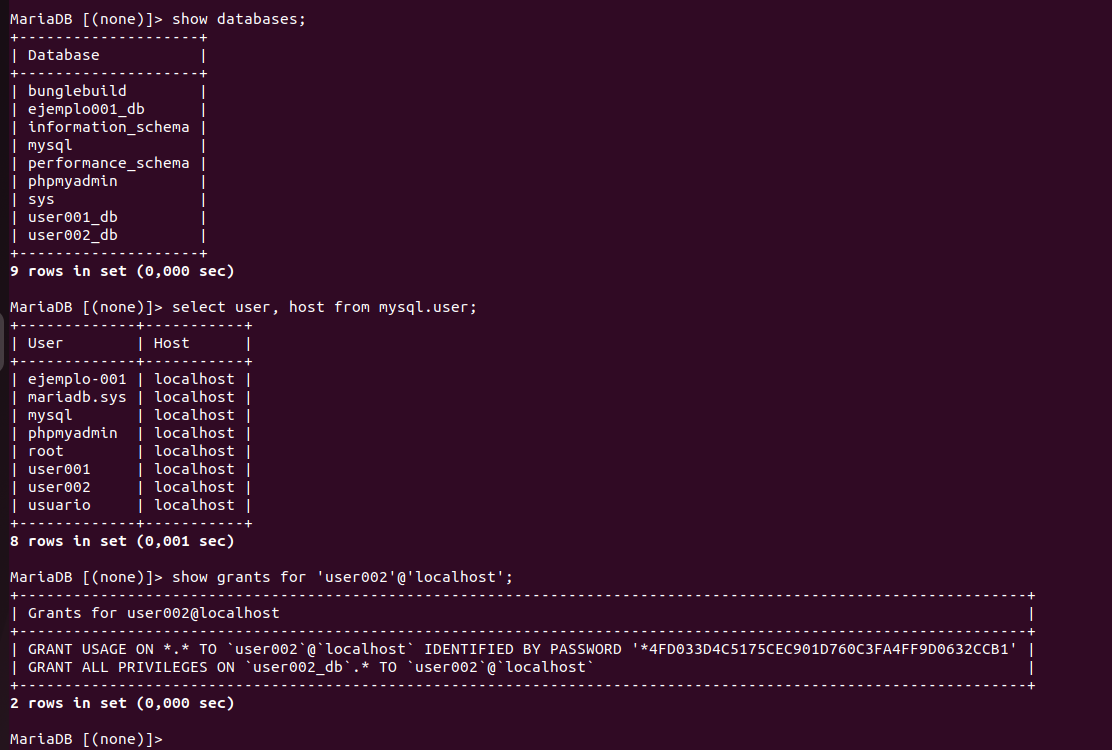 MariaDB [(none)]> show databases;
+--------------------+
| Database           |
+--------------------+
| bunglebuild        |
| ejemplo001_db      |
| information_schema |
| mysql              |
| performance_schema |
| phpmyadmin         |
| sys                |
| user001_db         |
| user002_db         |
+--------------------+
9 rows in set (0,000 sec)
MariaDB [(none)]> select user, host from mysql.user;
+-------------+-----------+
| User        | Host      |
+-------------+-----------+
| ejemplo-001 | localhost |
| mariadb.sys | localhost |
| mysql       | localhost |
| phpmyadmin  | localhost |
| root        | localhost |
| user001     | localhost |
| user002     | localhost |
| usuario     | localhost |
+-------------+-----------+
8 rows in set (0,001 sec)
MariaDB [(none)]> show grants for 'user002'@'localhost';
+----------------------------------------------------------------------------------------------------------------+
| Grants for user002@localhost                                                                                   |
+----------------------------------------------------------------------------------------------------------------+
| GRANT USAGE ON *.* TO `user002`@`localhost` IDENTIFIED BY PASSWORD '*4FD033D4C5175CEC901D760C3FA4FF9D0632CCB1' |
| GRANT ALL PRIVILEGES ON `user002_db`.* TO `user002`@`localhost`                                                |
+----------------------------------------------------------------------------------------------------------------+
2 rows in set (0,000 sec)
MariaDB [(none)]>